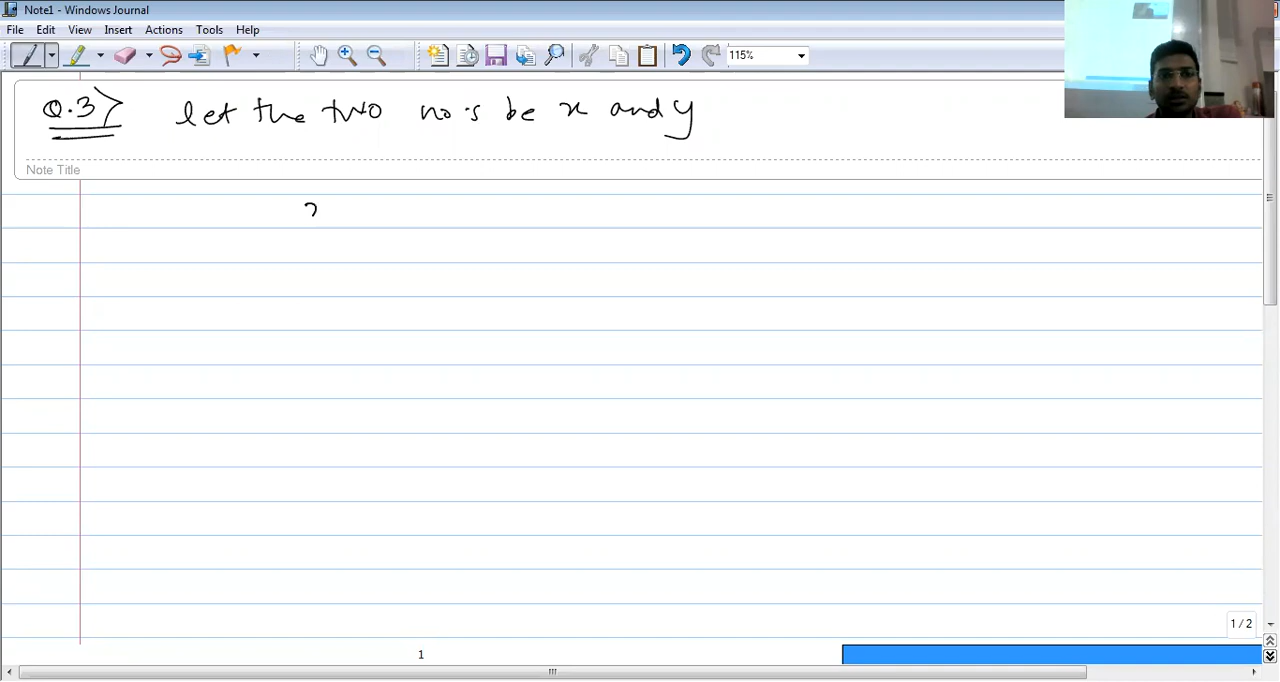 Note1 - Windows Journal
File Edit View Insert Actions Tools Help
115%
Q.3> let the two no's be x and y
Note Title
1 / 2
1